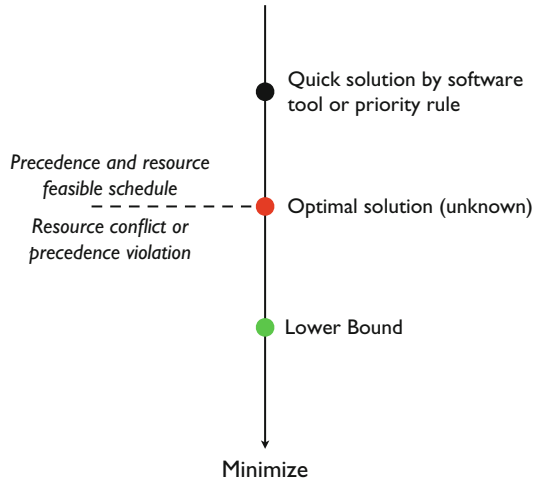 Quick solution by software
tool or priority rule
Precedence and resource
feasible schedule
Optimal solution (unknown)
Resource conflict or
precedence violation
Lower Bound
Minimize